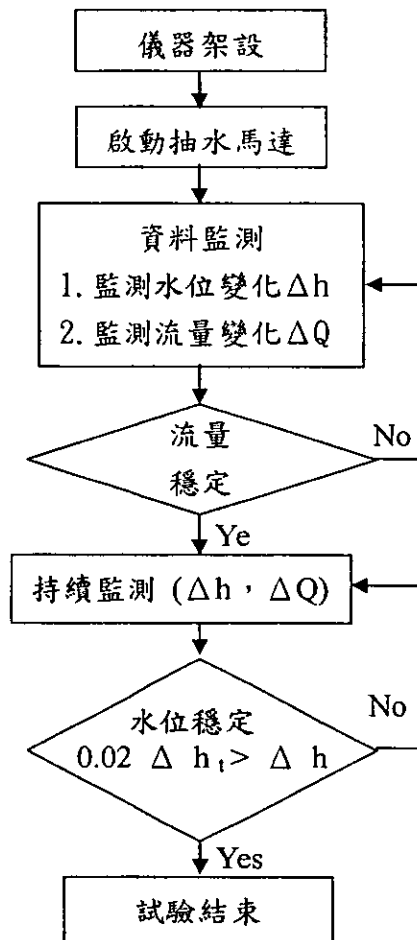 儀器架設
啟動抽水馬達
資料監測
1. 監測水位變化Δh
2. 監測流量變化ΔQ
流量
穩定
No
Ye
持續監測 (Δh，ΔQ)
水位穩定
0.02 Δ hₜ> Δ h
No
Yes
試驗結束